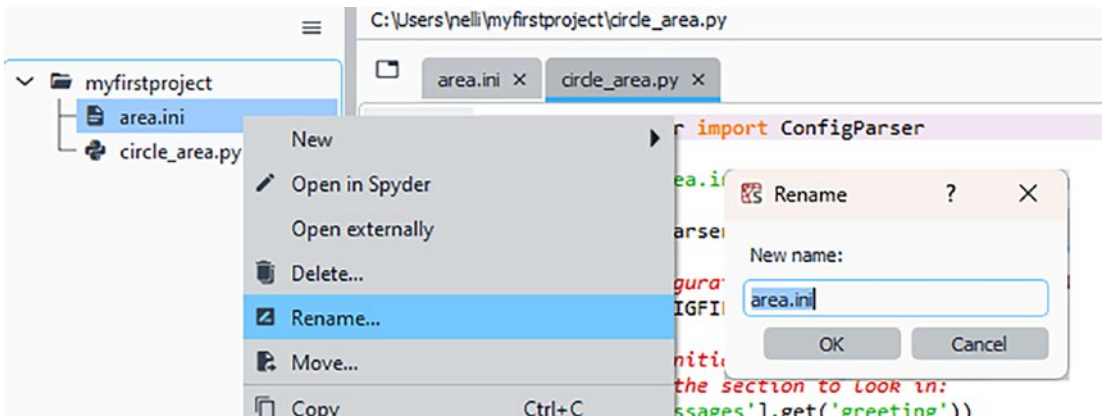 C:\Users\nelli\myfirstproject\circle_area.py
myfirstproject
area.ini
circle_area.py
area.ini
circle_area.py
New
Open in Spyder
Open externally
Delete...
Rename...
Move...
Copy Ctrl+C
r import ConfigParser
ea.i
arse
gura
IGFI
niti
the section to look in:
ssages'].get('greeting'))
Rename ?
New name:
area.ini
OK Cancel